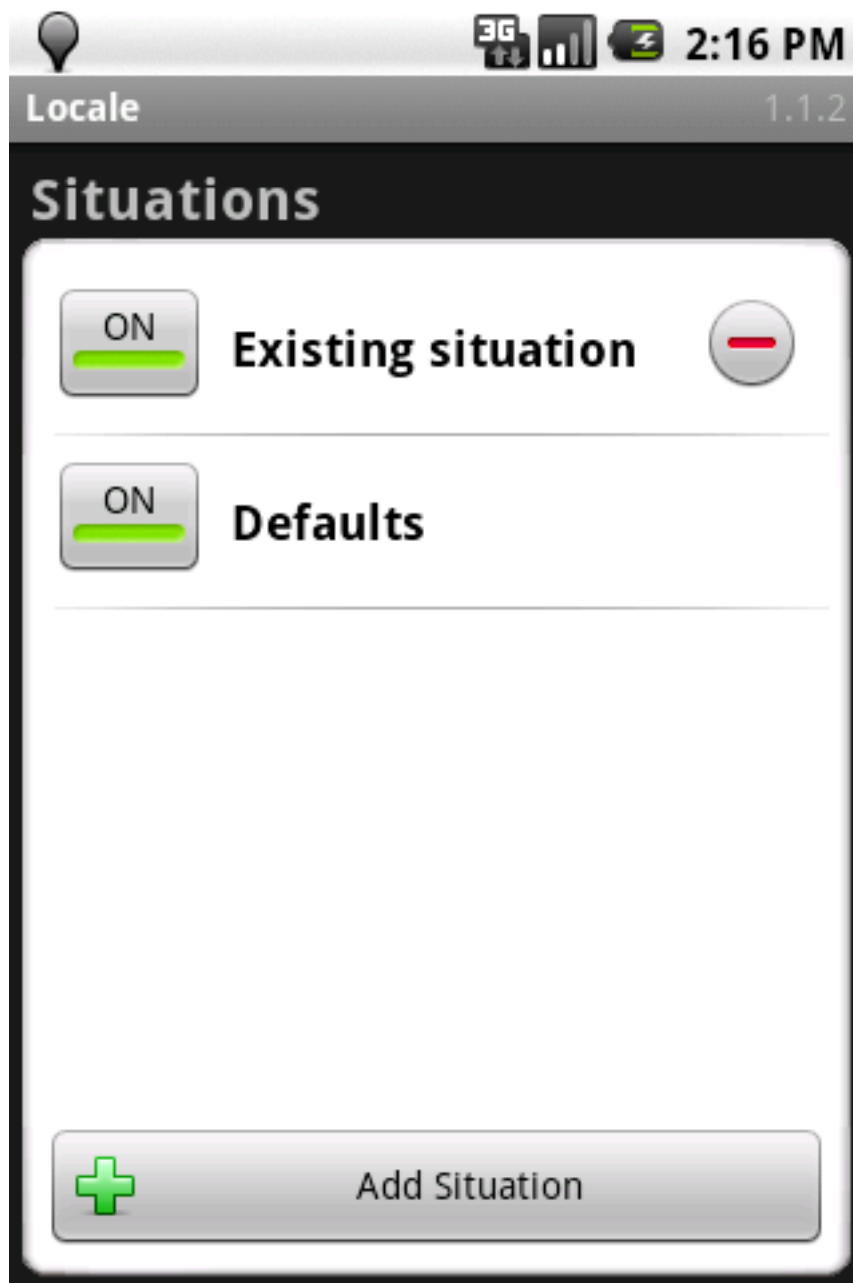 3G 2:16 PM
Locale 1.1.2
Situations
ON Existing situation
ON Defaults
Add Situation